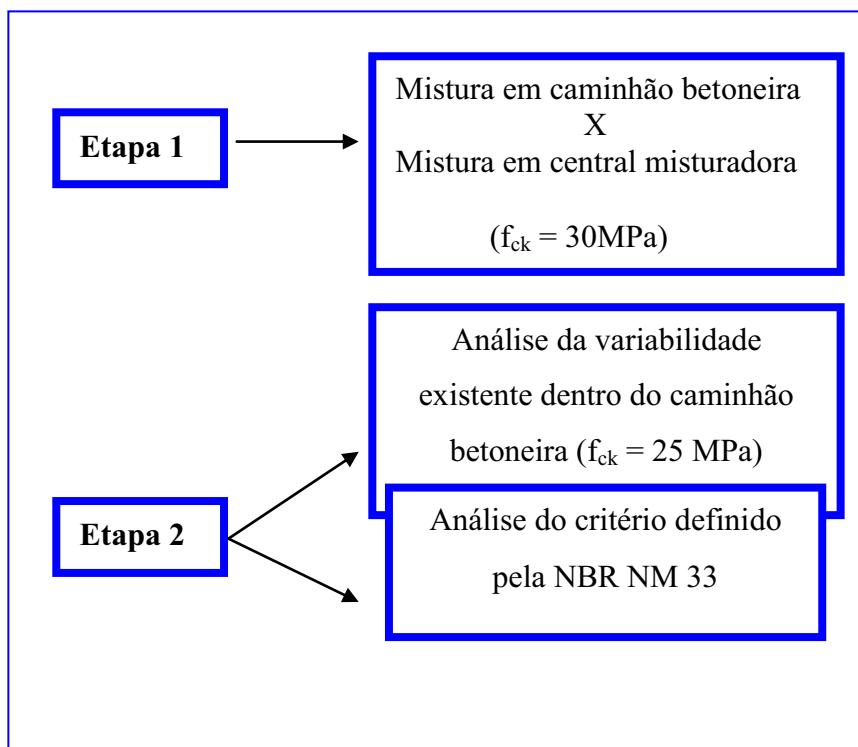 Etapa 1
Mistura em caminhão betoneira
X
Mistura em central misturadora
(fck = 30MPa)
Etapa 2
Análise da variabilidade
existente dentro do caminhão
betoneira (fck = 25 MPa)
Análise do critério definido
pela NBR NM 33